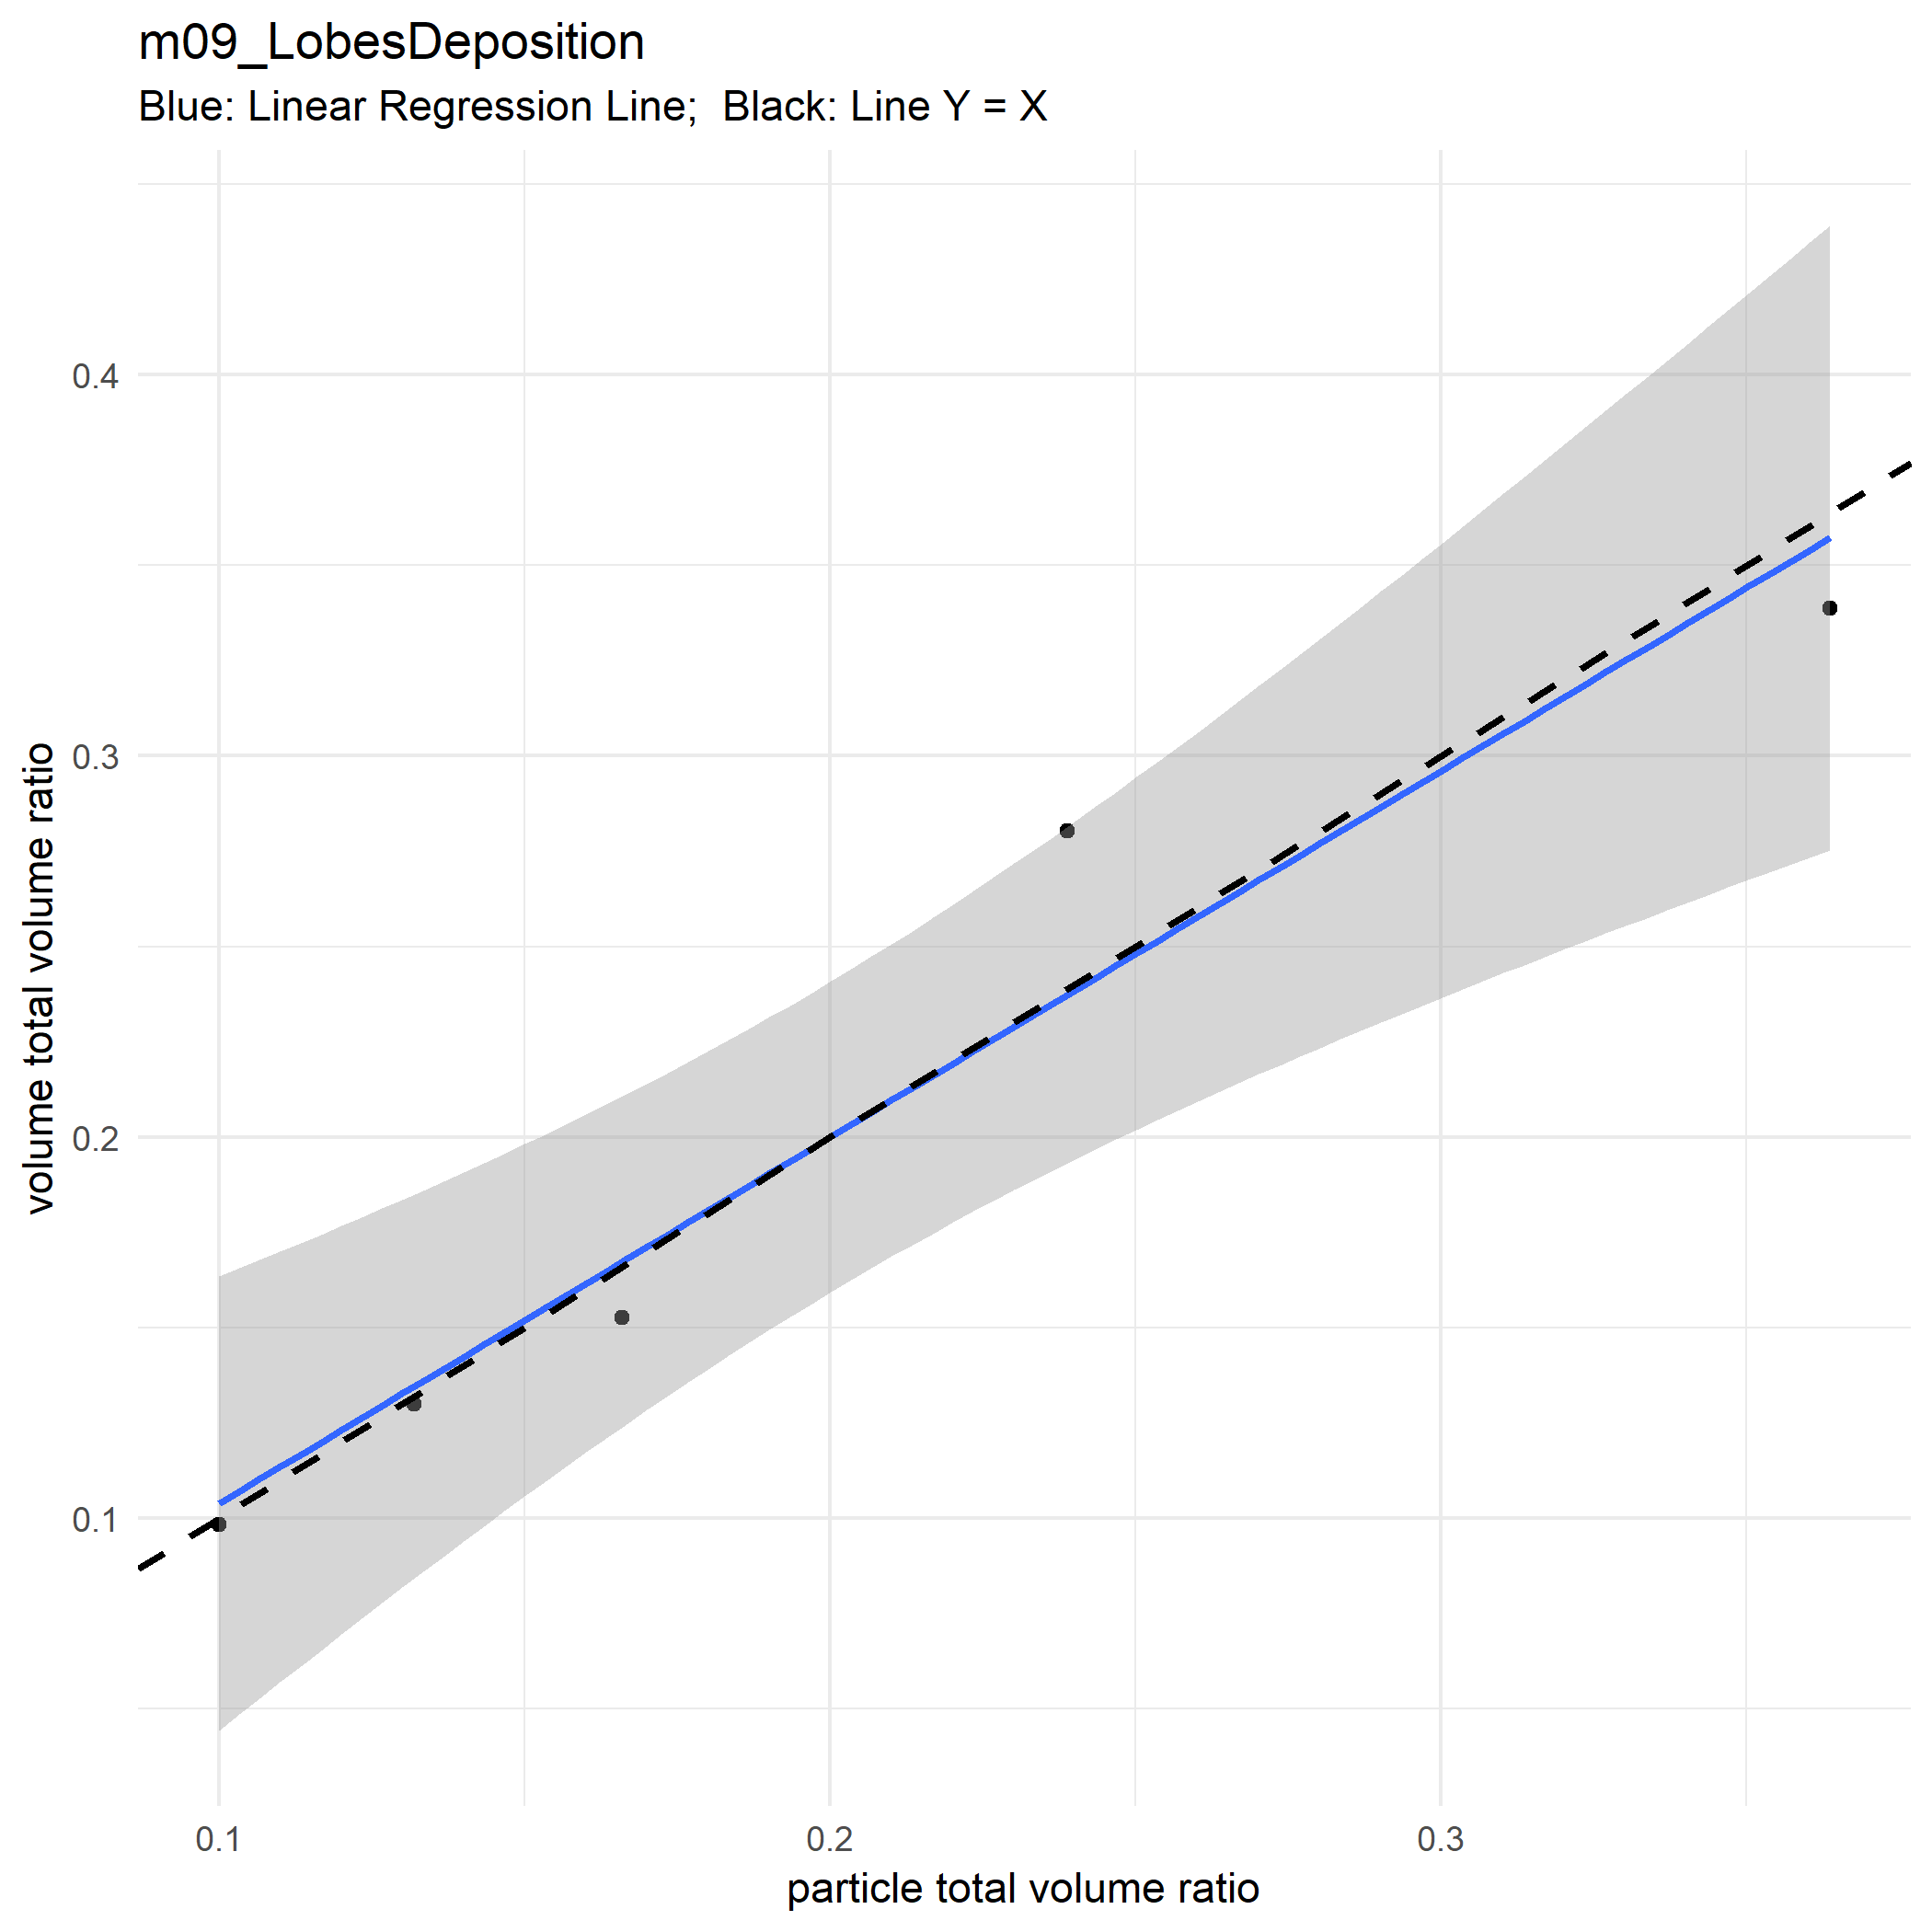 m09_LobesDeposition
Blue: Linear Regression Line;  Black: Line Y = X
volume total volume ratio
0.4
0.3
0.2
0.1
0.1
0.2
0.3
particle total volume ratio